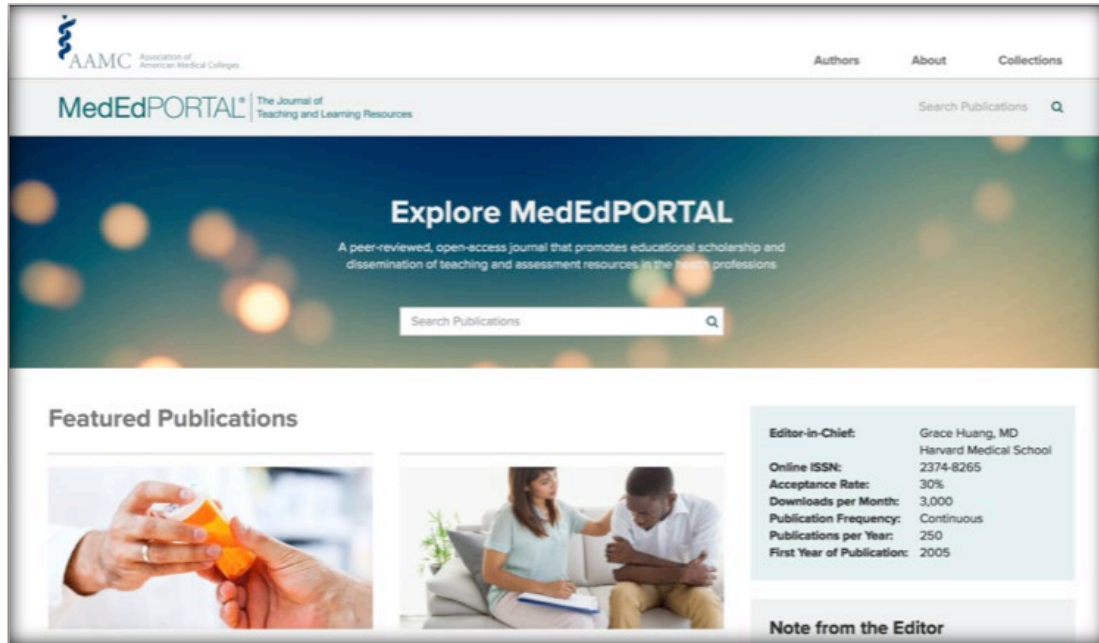 AAMC
Association of
American Medical Colleges
Authors About Collections
MedEdPORTAL®
The Journal of
Teaching and Learning Resources
Search Publications
Explore MedEdPORTAL
A peer-reviewed, open-access journal that promotes educational scholarship and
dissemination of teaching and assessment resources in the health professions
Search Publications
Featured Publications
Editor-in-Chief: Grace Huang, MD
Harvard Medical School
Online ISSN: 2374-8265
Acceptance Rate: 30%
Downloads per Month: 3,000
Publication Frequency: Continuous
Publications per Year: 250
First Year of Publication: 2005
Note from the Editor